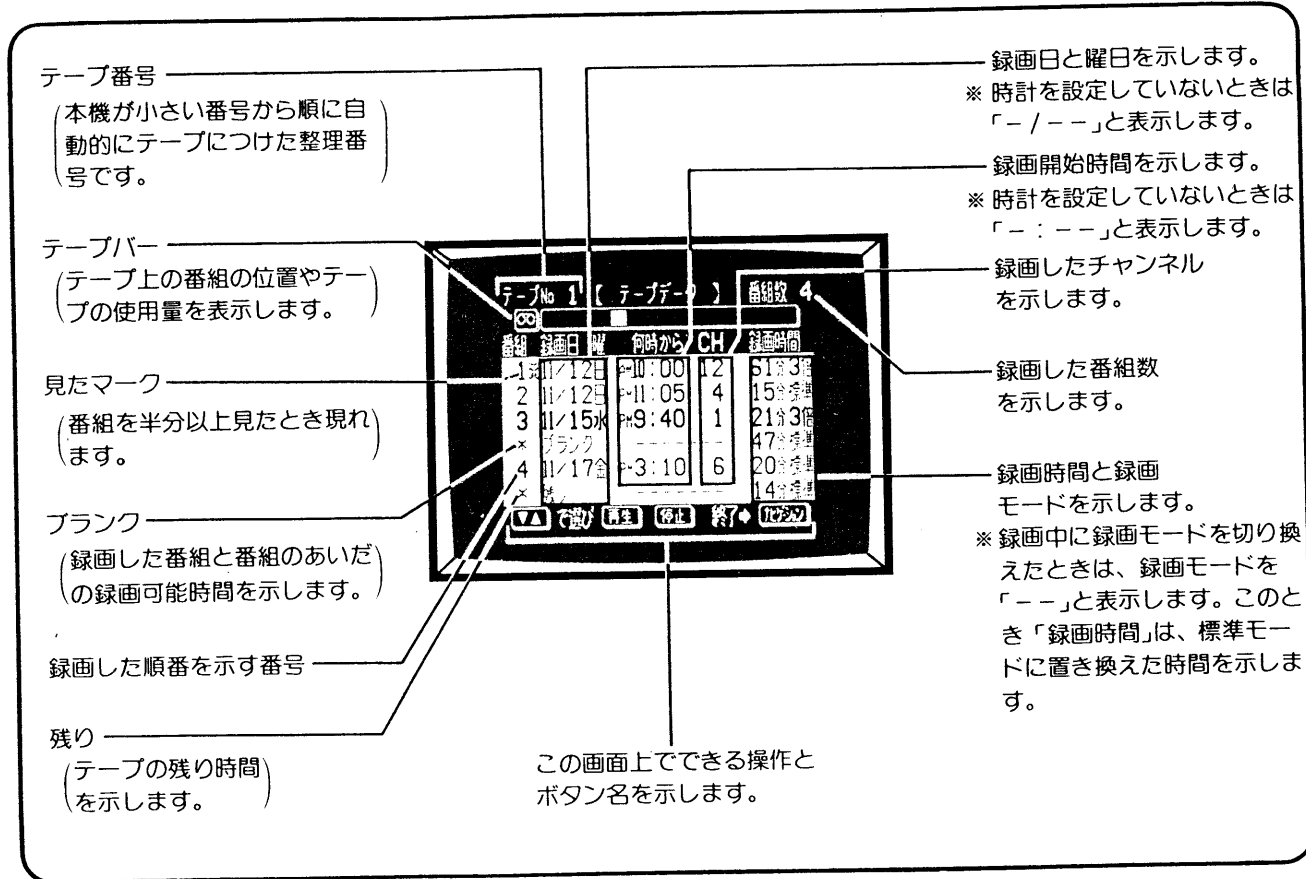 テープ番号
本機が小さい番号から順に自
動的にテープにつけた整理番
号です。
テープバー
テープ上の番組の位置やテー
プの使用量を表示します。
見たマーク
番組を半分以上見たとき現れ
ます。
ブランク
録画した番組と番組のあいだ
の録画可能時間を示します。
録画した順番を示す番号
残り
テープの残り時間
を示します。
テープNo 1 【 テープデータ 】 番組数 4
番組 録画日 曜 何時から CH 録画時間
1 11/12日 PM10:00 12 61分3倍
2 11/12日 PM11:05 4 15分標準
3 11/15水 PM9:40 1 21分3倍
× ブランク ------ 47分標準
4 11/17金 PM3:10 6 20分標準
× 残り ------ 14分標準
▼▲ で選び 再生 停止 終了➡
この画面上でできる操作と
ボタン名を示します。
録画日と曜日を示します。
※ 時計を設定していないときは
「－/－－」と表示します。
録画開始時間を示します。
※ 時計を設定していないときは
「－：－－」と表示します。
録画したチャンネル
を示します。
録画した番組数
を示します。
録画時間と録画
モードを示します。
※ 録画中に録画モードを切り換
えたときは、録画モードを
「－－」と表示します。このと
き「録画時間」は、標準モー
ドに置き換えた時間を示しま
す。